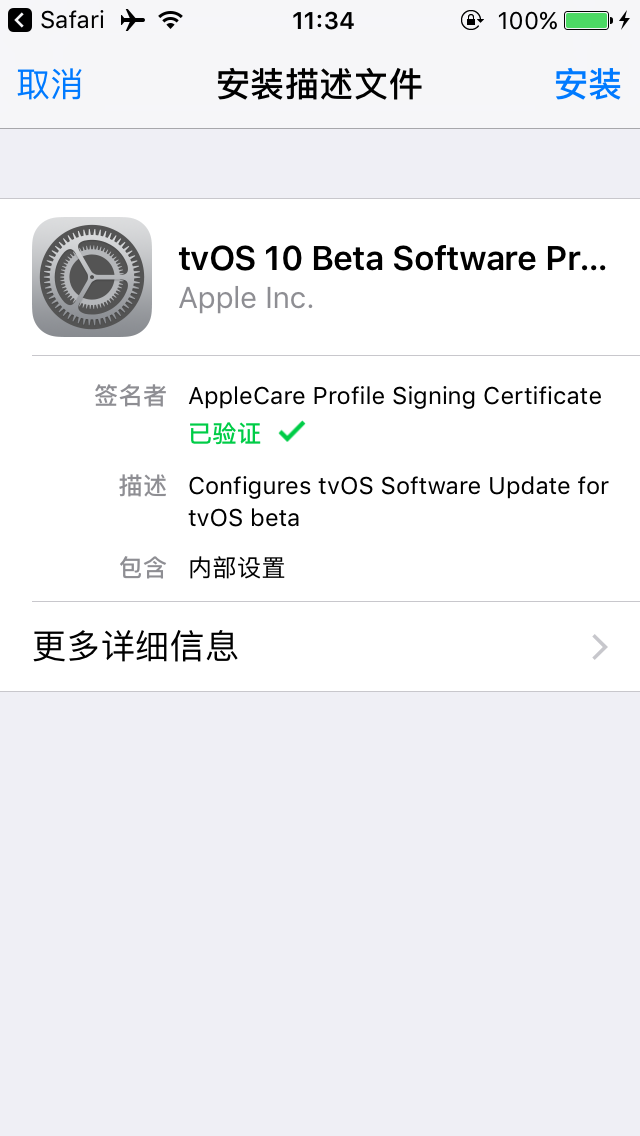 Safari 11:34 100%
取消 安装描述文件 安装
tvOS 10 Beta Software Pr...
Apple Inc.
签名者 AppleCare Profile Signing Certificate
已验证
描述 Configures tvOS Software Update for
tvOS beta
包含 内部设置
更多详细信息